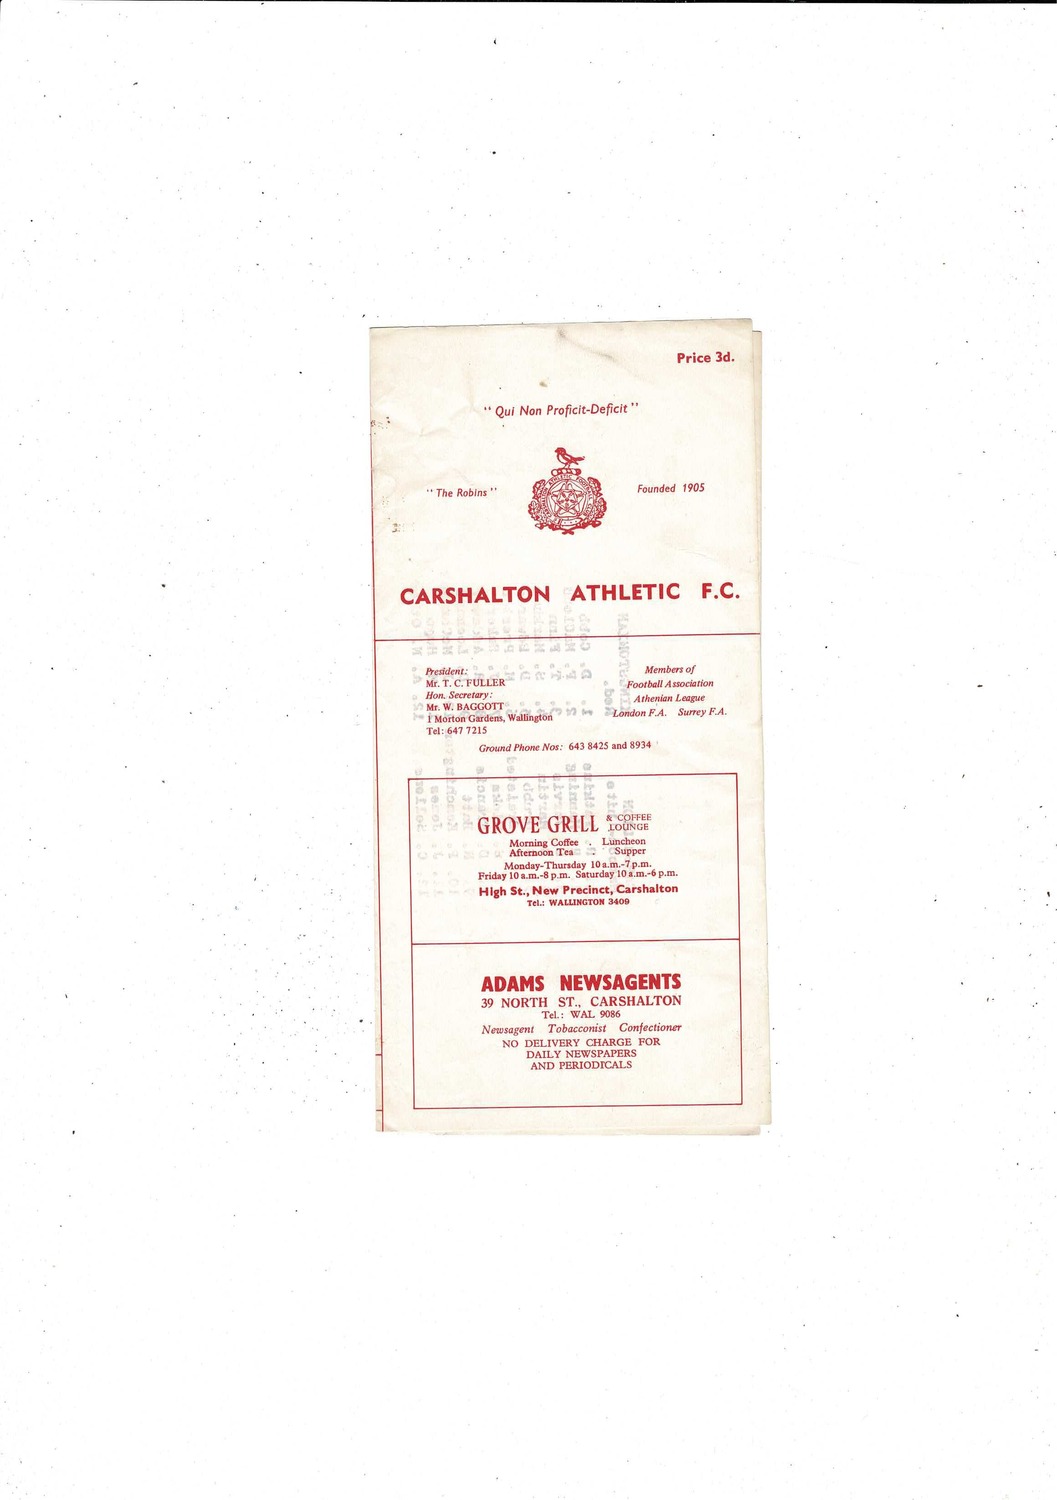 Price 3d.
"Qui Non Proficit-Deficit"
"The Robins"
CARSHALTON ATHLETIC FOOTBALL CLUB
Founded 1905
CARSHALTON ATHLETIC F.C.
President:
Mr. T. C. FULLER
Hon. Secretary:
Mr. W. BAGGOTT
1 Morton Gardens, Wallington
Tel: 647 7215
Members of
Football Association
Athenian League
London F.A. Surrey F.A.
Ground Phone Nos: 643 8425 and 8934
GROVE GRILL & COFFEE LOUNGE
Morning Coffee . Luncheon
Afternoon Tea . Supper
Monday-Thursday 10 a.m.-7 p.m.
Friday 10 a.m.-8 p.m. Saturday 10 a.m.-6 p.m.
High St., New Precinct, Carshalton
Tel.: WALLINGTON 3409
ADAMS NEWSAGENTS
39 NORTH ST., CARSHALTON
Tel.: WAL 9086
Newsagent Tobacconist Confectioner
NO DELIVERY CHARGE FOR
DAILY NEWSPAPERS
AND PERIODICALS